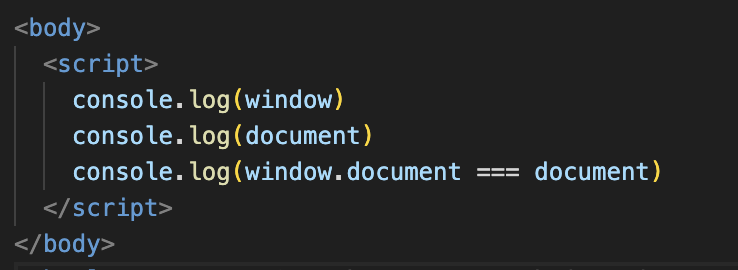 <body>
<script>
console.log(window)
console.log(document)
console.log(window.document === document)
</script>
</body>